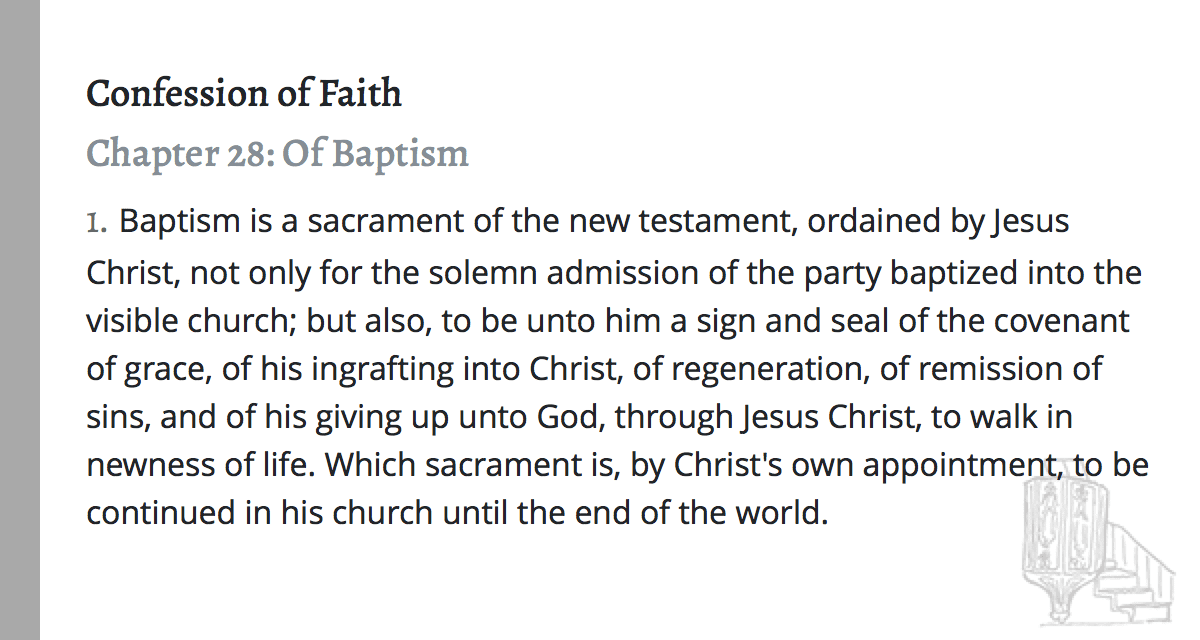 Confession of Faith
Chapter 28: Of Baptism
1. Baptism is a sacrament of the new testament, ordained by Jesus
Christ, not only for the solemn admission of the party baptized into the
visible church; but also, to be unto him a sign and seal of the covenant
of grace, of his ingrafting into Christ, of regeneration, of remission of
sins, and of his giving up unto God, through Jesus Christ, to walk in
newness of life. Which sacrament is, by Christ's own appointment, to be
continued in his church until the end of the world.